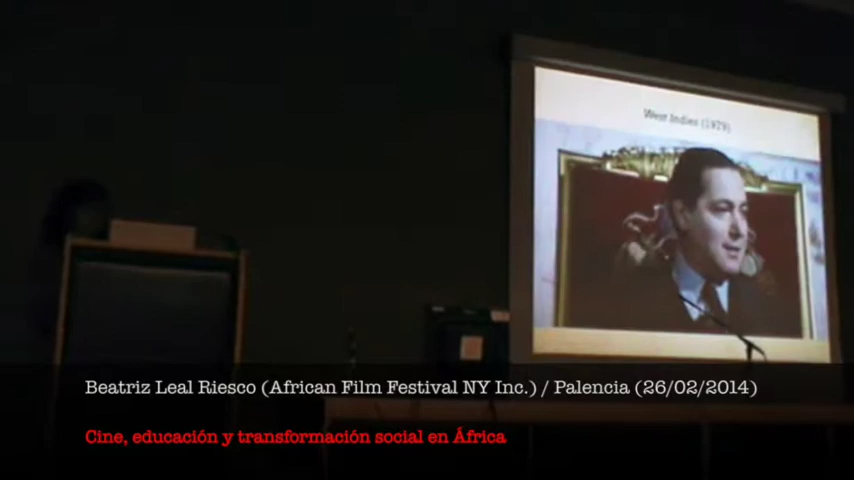 West Indies (1979)
Beatriz Leal Riesco (African Film Festival NY Inc.) / Palencia (26/02/2014)
Cine, educación y transformación social en África